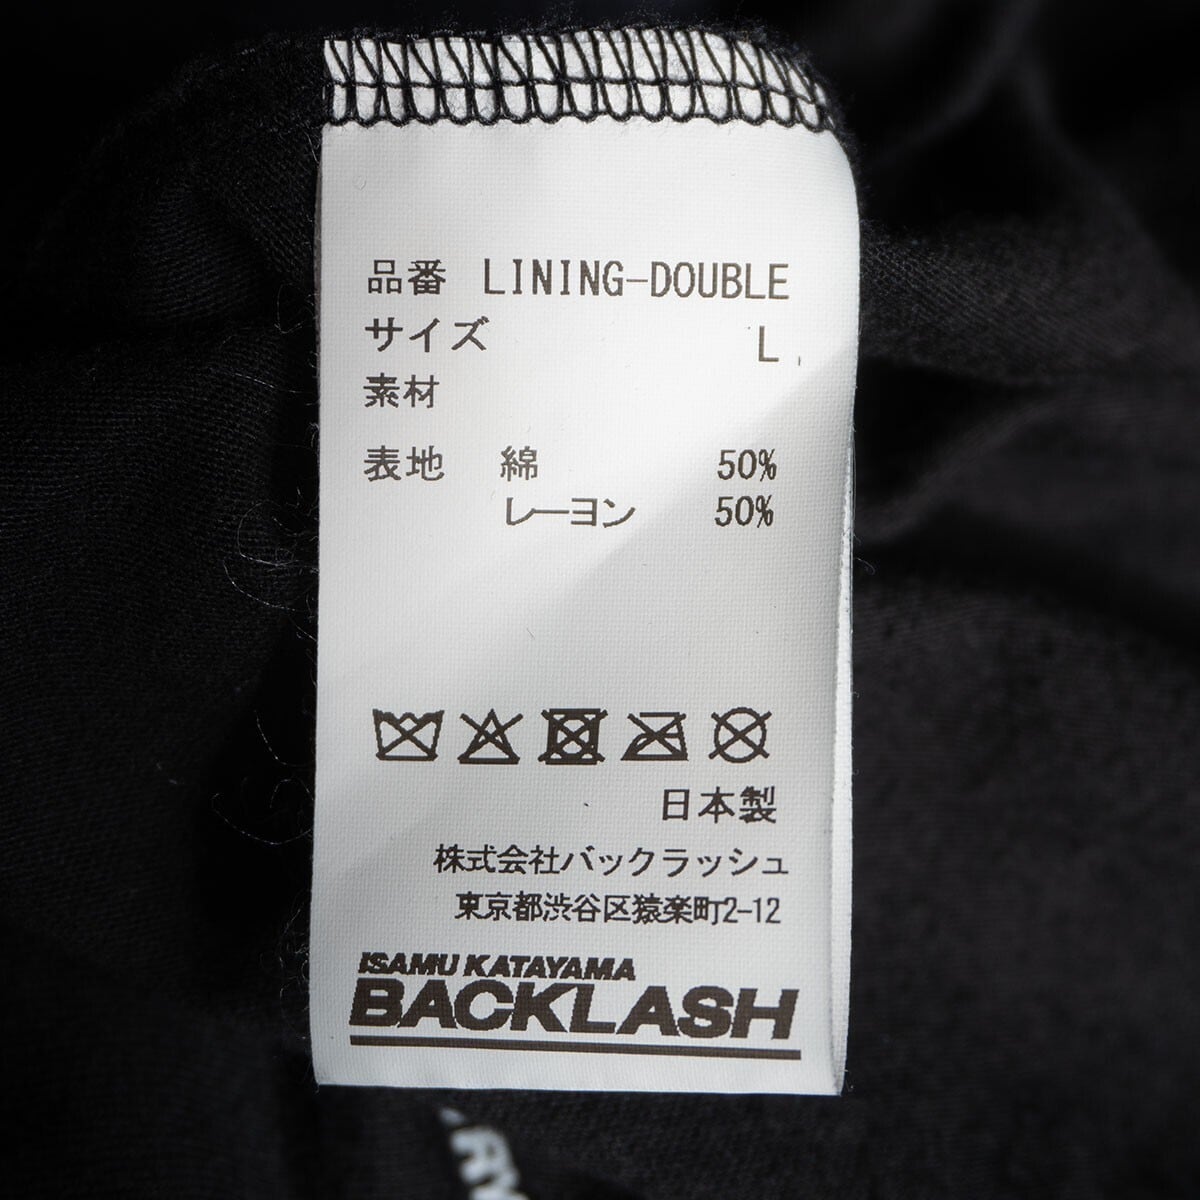 品番 LINING-DOUBLE
サイズ L
素材
表地 綿 50%
レーヨン 50%
日本製
株式会社バックラッシュ
東京都渋谷区猿楽町2-12
ISAMU KATAYAMA
BACKLASH